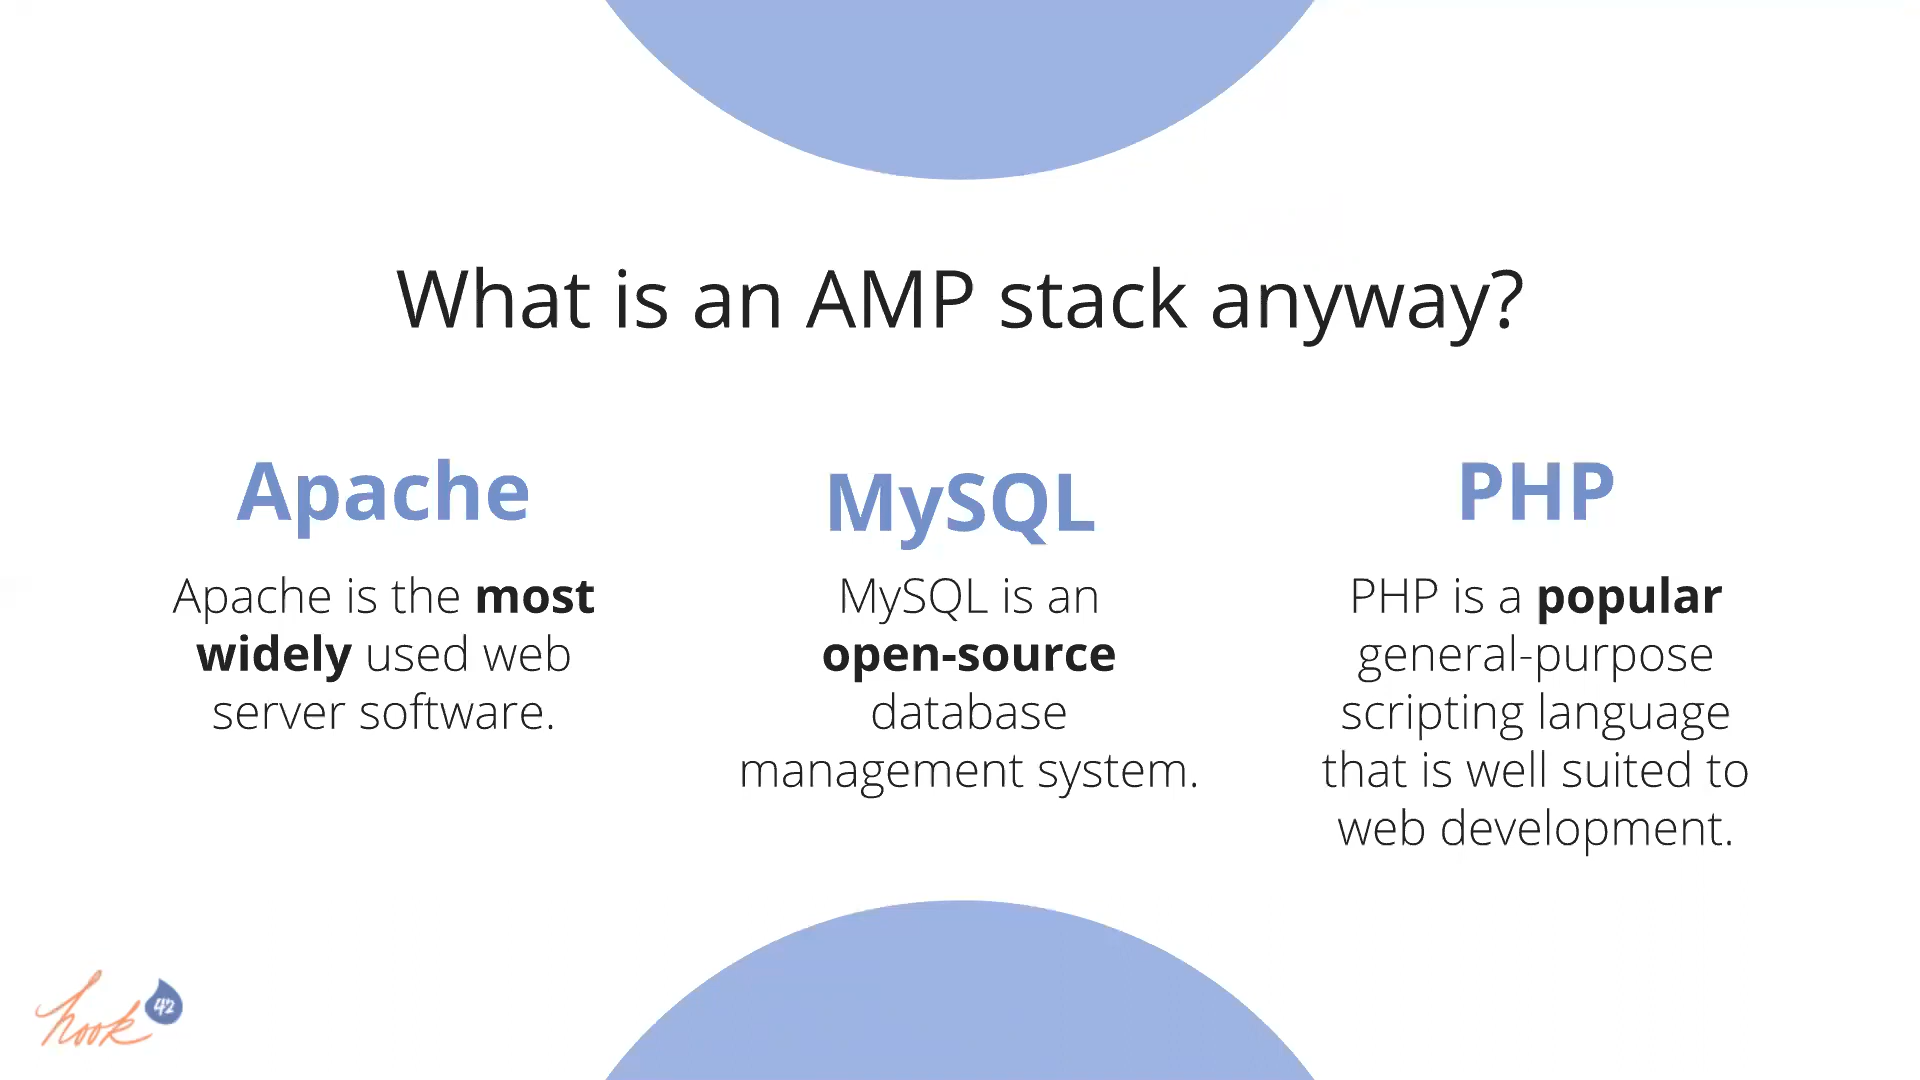 What is an AMP stack anyway?
Apache
Apache is the most
widely used web
server software.
MySQL
MySQL is an
open-source
database
management system.
PHP
PHP is a popular
general-purpose
scripting language
that is well suited to
web development.
hook 42